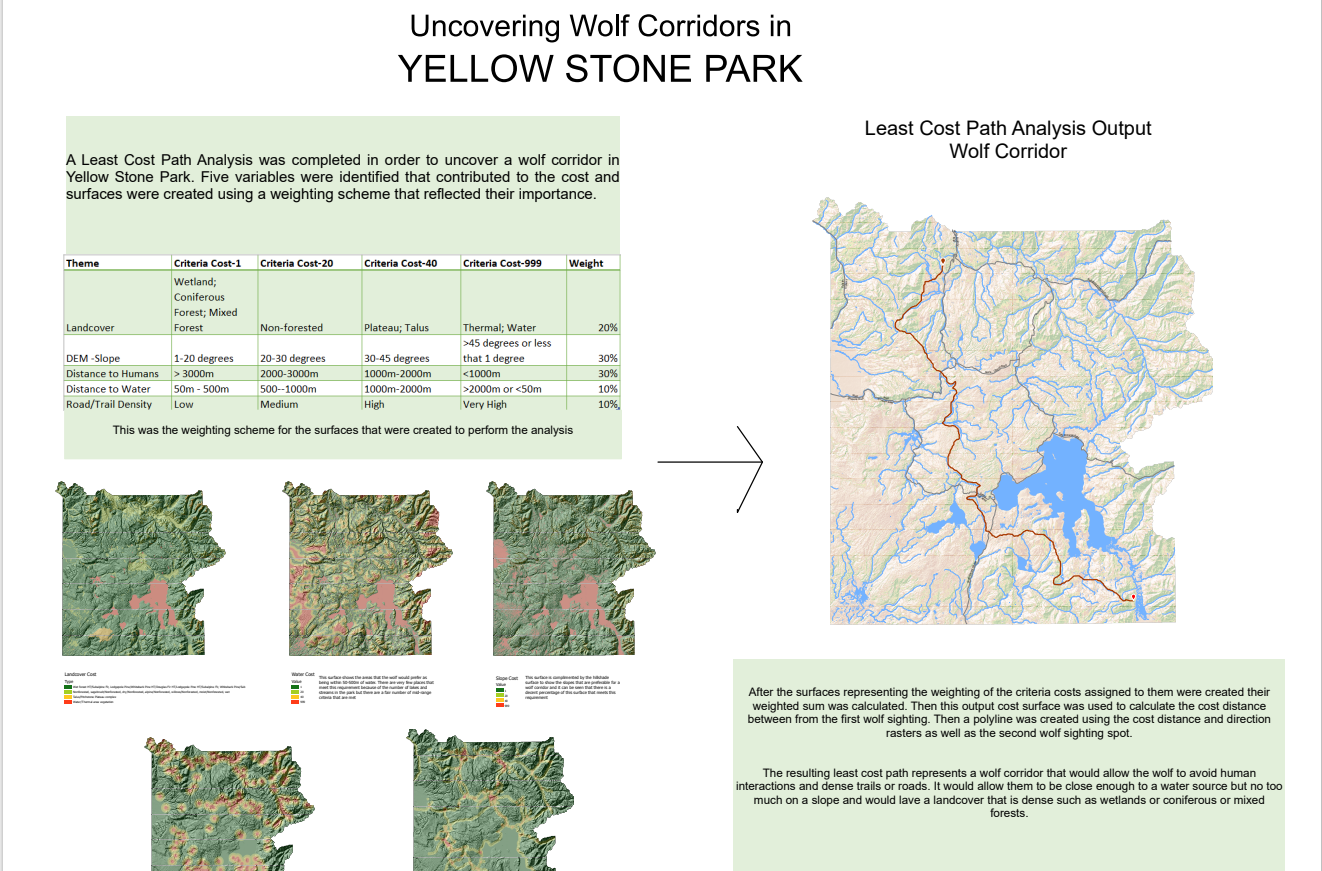 Uncovering Wolf Corridors in
YELLOW STONE PARK
A Least Cost Path Analysis was completed in order to uncover a wolf corridor in
Yellow Stone Park. Five variables were identified that contributed to the cost and
surfaces were created using a weighting scheme that reflected their importance.
Theme Criteria Cost-1 Criteria Cost-20 Criteria Cost-40 Criteria Cost-999 Weight
Wetland;
Coniferous
Forest; Mixed
Landcover Forest Non-forested Plateau; Talus Thermal; Water 20%
>45 degrees or less
DEM -Slope 1-20 degrees 20-30 degrees 30-45 degrees that 1 degree 30%
Distance to Humans > 3000m 2000-3000m 1000m-2000m <1000m 30%
Distance to Water 50m - 500m 500--1000m 1000m-2000m >2000m or <50m 10%
Road/Trail Density Low Medium High Very High 10%
This was the weighting scheme for the surfaces that were created to perform the analysis
Landcover Cost
Type
Water Cost
Value
This surface shows the areas that the wolf would prefer as
being within 50-500m of water. There are very few places that
meet this requirement because of the number of lakes and
streams in the park but there are a fair number of mid-range
criteria that are met
Slope Cost
Value
This surface is complimented by the hillshade
surface to show the slopes that are preferable for a
wolf corridor and it can be seen that there is a
decent percentage of this surface that meets this
requirement
Least Cost Path Analysis Output
Wolf Corridor
After the surfaces representing the weighting of the criteria costs assigned to them were created their
weighted sum was calculated. Then this output cost surface was used to calculate the cost distance
between from the first wolf sighting. Then a polyline was created using the cost distance and direction
rasters as well as the second wolf sighting spot.
The resulting least cost path represents a wolf corridor that would allow the wolf to avoid human
interactions and dense trails or roads. It would allow them to be close enough to a water source but no too
much on a slope and would lave a landcover that is dense such as wetlands or coniferous or mixed
forests.